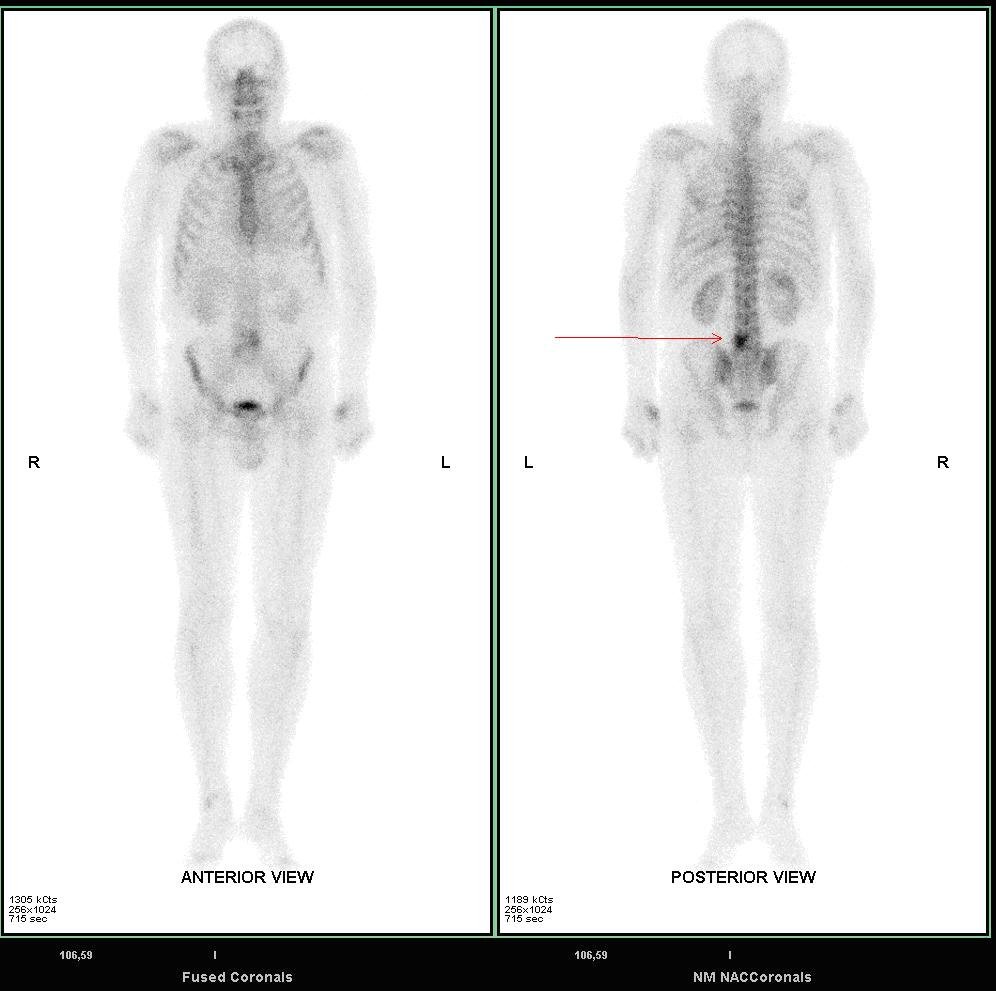 R
L
ANTERIOR VIEW
1305 kCts
256x1024
715 sec
L
R
POSTERIOR VIEW
1189 kCts
256x1024
715 sec
106,59
I
Fused Coronals
106,59
I
NM NACCoronals